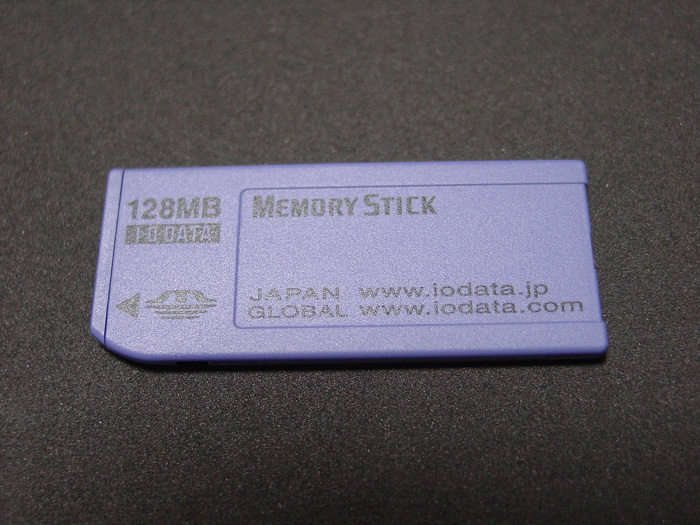 128MB
I-O DATA
MEMORY STICK
JAPAN www.iodata.jp
GLOBAL www.iodata.com